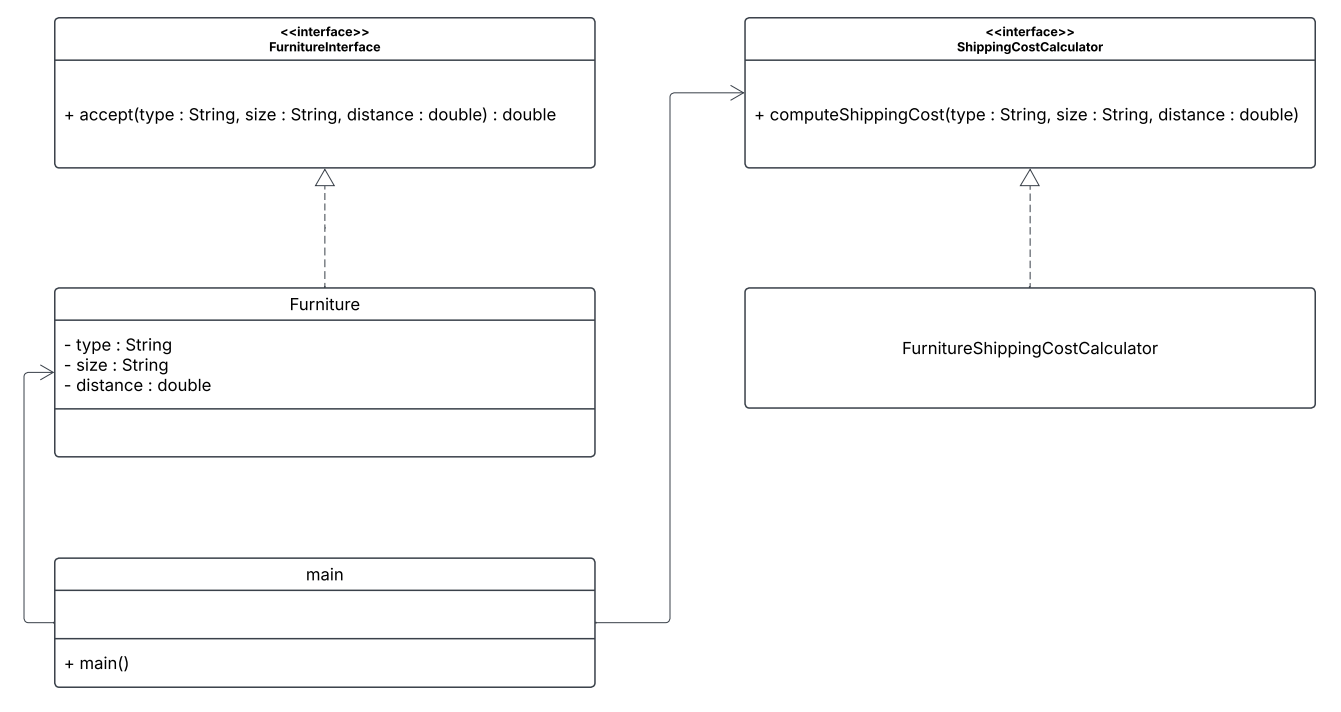 <<interface>>
FurnitureInterface
+ accept(type : String, size : String, distance : double) : double
<<interface>>
ShippingCostCalculator
+ computeShippingCost(type : String, size : String, distance : double)
Furniture
- type : String
- size : String
- distance : double
FurnitureShippingCostCalculator
main
+ main()